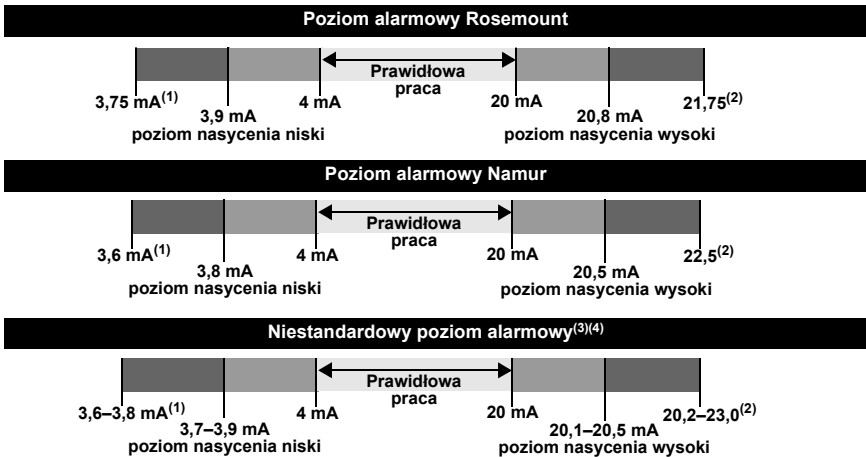 Poziom alarmowy Rosemount
Prawidłowa
praca
3,75 mA(1)
4 mA
20 mA
21,75(2)
3,9 mA
20,8 mA
poziom nasycenia niski
poziom nasycenia wysoki
Poziom alarmowy Namur
Prawidłowa
praca
3,6 mA(1)
4 mA
20 mA
22,5(2)
3,8 mA
20,5 mA
poziom nasycenia niski
poziom nasycenia wysoki
Niestandardowy poziom alarmowy(3)(4)
Prawidłowa
praca
3,6–3,8 mA(1)
4 mA
20 mA
20,2–23,0(2)
3,7–3,9 mA
20,1–20,5 mA
poziom nasycenia niski
poziom nasycenia wysoki